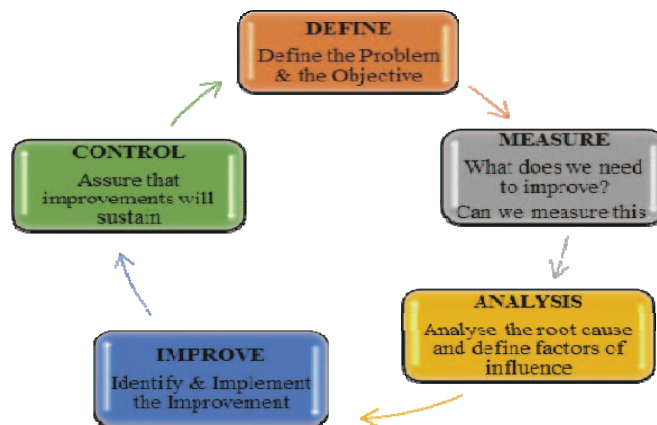 DEFINE
Define the Problem
& the Objective
MEASURE
What does we need
to improve?
Can we measure this
ANALYSIS
Analyse the root cause
and define factors of
influence
IMPROVE
Identify & Implement
the Improvement
CONTROL
Assure that
improvements will
sustain